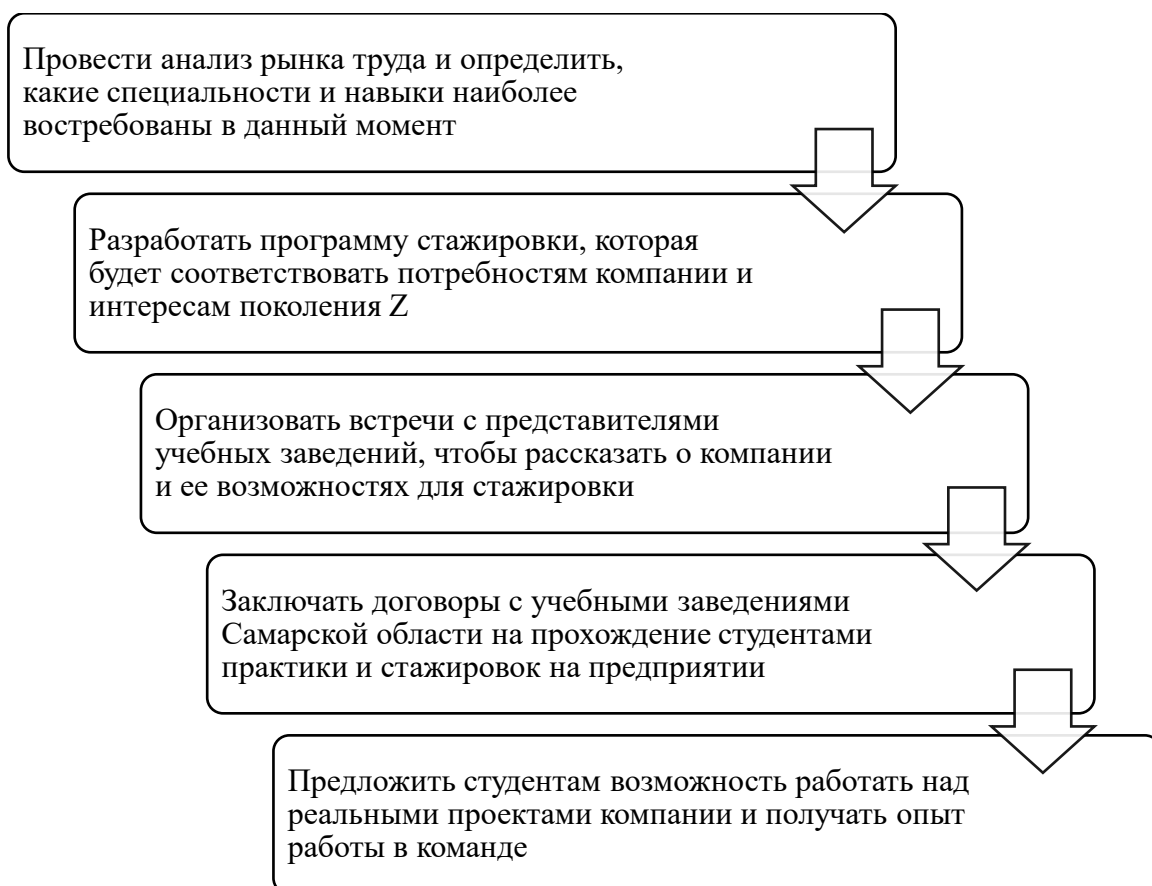 Провести анализ рынка труда и определить,
какие специальности и навыки наиболее
востребованы в данный момент
Разработать программу стажировки, которая
будет соответствовать потребностям компании и
интересам поколения Z
Организовать встречи с представителями
учебных заведений, чтобы рассказать о компании
и ее возможностях для стажировки
Заключать договоры с учебными заведениями
Самарской области на прохождение студентами
практики и стажировок на предприятии
Предложить студентам возможность работать над
реальными проектами компании и получать опыт
работы в команде